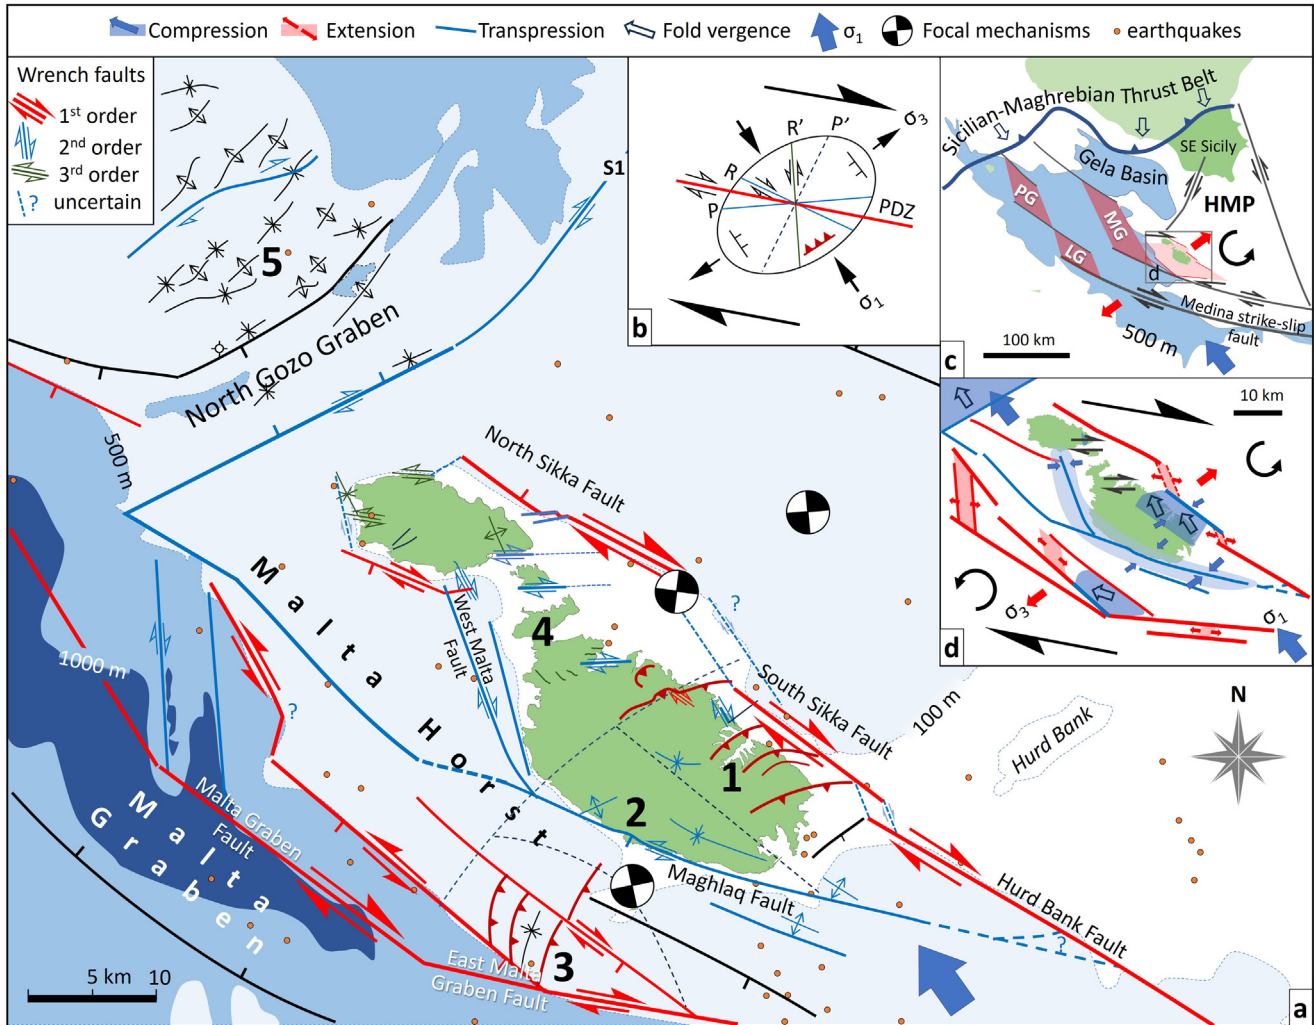 Compression
Extension
Transpression
Fold vergence
σ1
Focal mechanisms
earthquakes
Wrench faults
1st order
2nd order
3rd order
? uncertain
5
North Gozo Graben
S1
500 m
b
R'
P'
σ3
R
P
PDZ
σ1
c
Sicilian-Maghrebian Thrust Belt
SE Sicily
Gela Basin
HMP
PG
MG
LG
d
Medina strike-slip
fault
500 m
100 km
d
10 km
σ3
σ1
North Sikka Fault
Malta Horst
West Malta
Fault
4
?
South Sikka Fault
100 m
Hurd Bank
N
1000 m
?
Malta
Graben
Malta Graben
Fault
1
2
Maghlaq Fault
Hurd Bank Fault
?
3
East Malta
Graben Fault
5 km 10
a